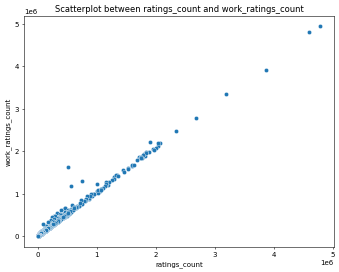 Scatterplot between ratings_count and work_ratings_count
1e6
5
4
3
2
1
0
work_ratings_count
0
1
2
3
4
5
ratings_count
1e6